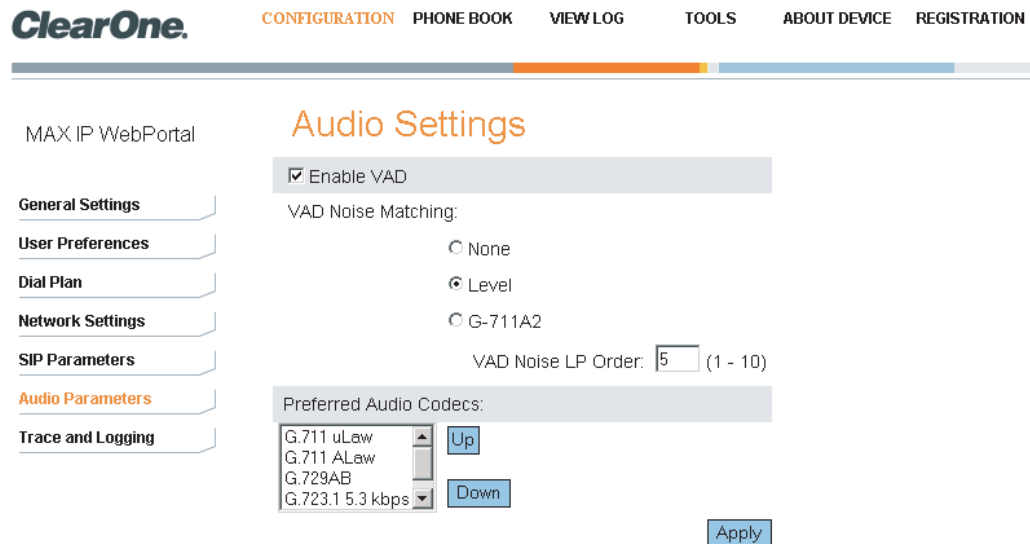 ClearOne.
CONFIGURATION PHONE BOOK VIEW LOG TOOLS ABOUT DEVICE REGISTRATION
MAX IP WebPortal
General Settings
User Preferences
Dial Plan
Network Settings
SIP Parameters
Audio Parameters
Trace and Logging
Audio Settings
Enable VAD
VAD Noise Matching:
None
Level
G-711A2
VAD Noise LP Order: 5 (1 - 10)
Preferred Audio Codecs:
G.711 uLaw
G.711 ALaw
G.729AB
G.723.1 5.3 kbps
Up
Down
Apply